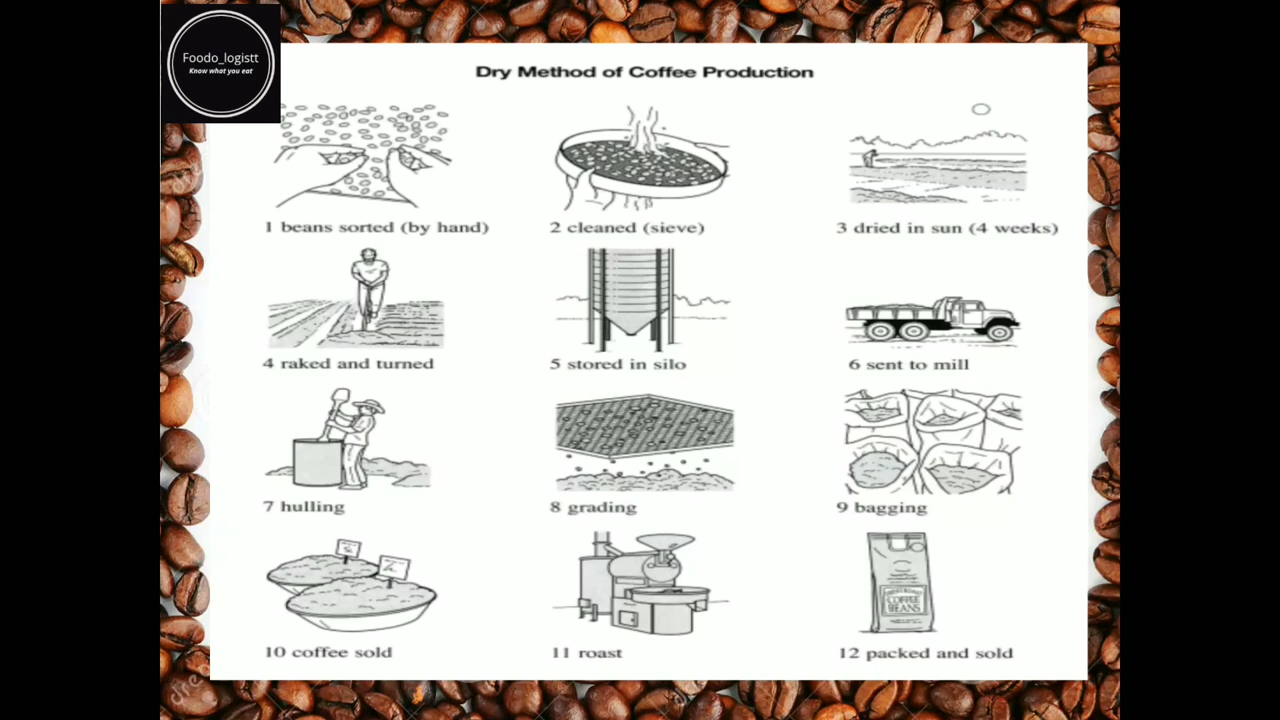 Foodo_logistt
Know what you eat
Dry Method of Coffee Production
1 beans sorted (by hand)
2 cleaned (sieve)
3 dried in sun (4 weeks)
4 raked and turned
5 stored in silo
6 sent to mill
7 hulling
8 grading
9 bagging
COFFEE
BEANS
10 coffee sold
11 roast
12 packed and sold